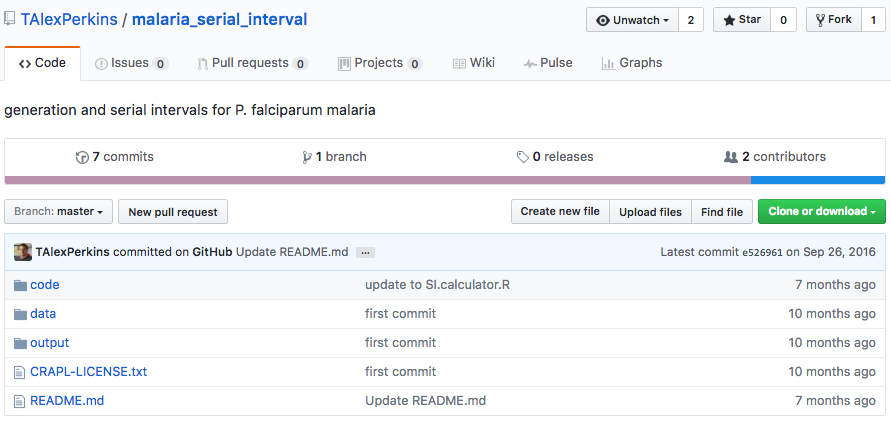 TAlexPerkins / malaria_serial_interval
Unwatch 2 Star 0 Fork 1
Code Issues 0 Pull requests 0 Projects 0 Wiki Pulse Graphs
generation and serial intervals for P. falciparum malaria
7 commits 1 branch 0 releases 2 contributors
Branch: master New pull request Create new file Upload files Find file Clone or download
TAlexPerkins committed on GitHub Update README.md ... Latest commit e526961 on Sep 26, 2016
code update to SI.calculator.R 7 months ago
data first commit 10 months ago
output first commit 10 months ago
CRAPL-LICENSE.txt first commit 10 months ago
README.md Update README.md 7 months ago